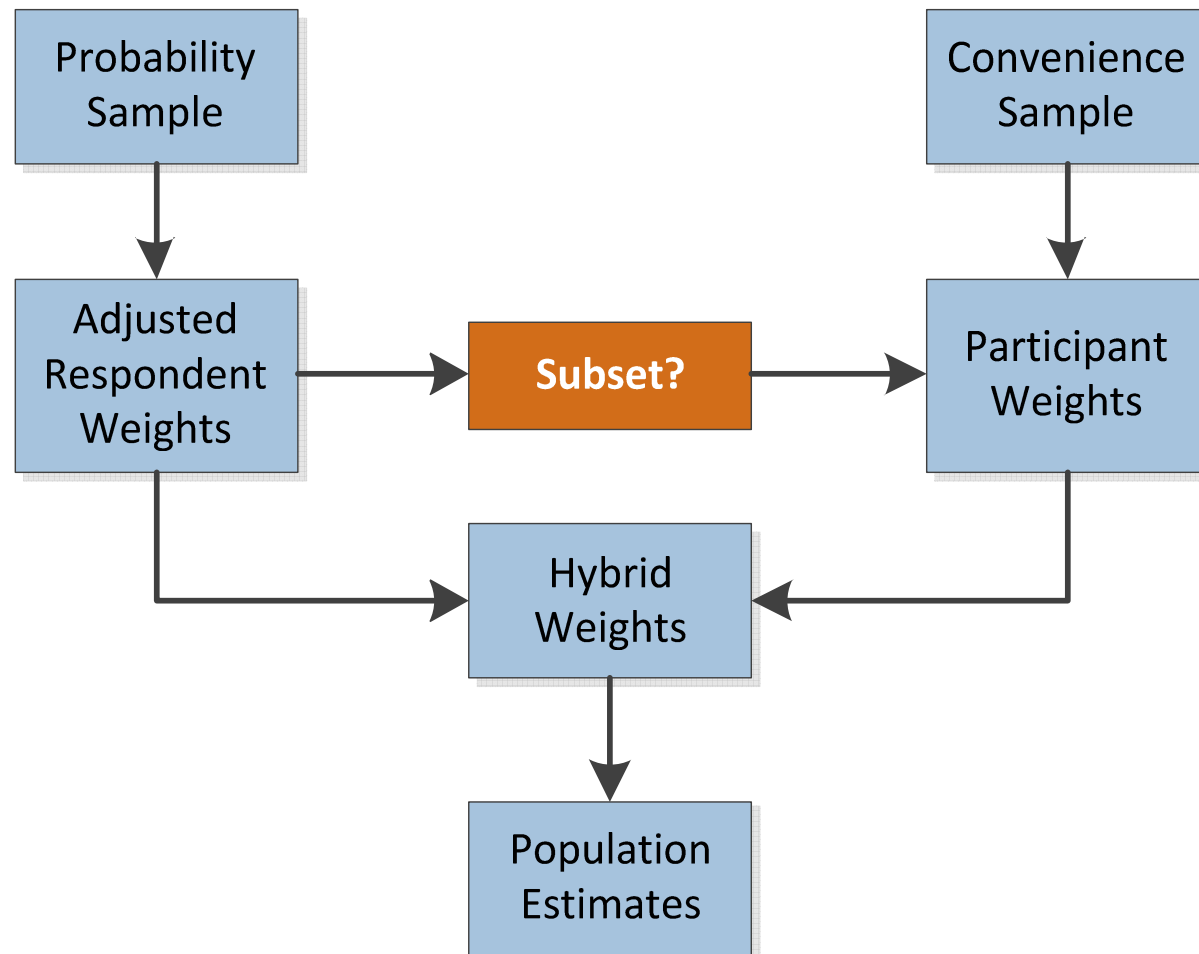 Probability
Sample
Convenience
Sample
Adjusted
Respondent
Weights
Subset?
Participant
Weights
Hybrid
Weights
Population
Estimates